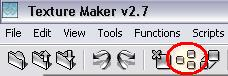 Texture Maker v2.7
File Edit View Tools Functions Scripts